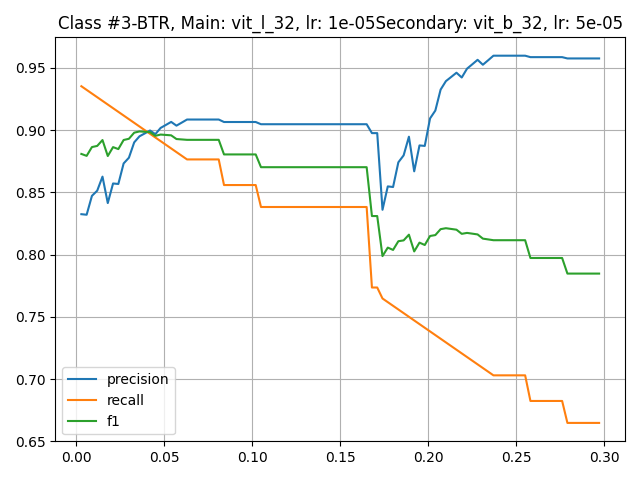 Class #3-BTR, Main: vit_l_32, lr: 1e-05Secondary: vit_b_32, lr: 5e-05
0.95
0.90
0.85
0.80
0.75
0.70
0.65
precision
recall
f1
0.00 0.05 0.10 0.15 0.20 0.25 0.30